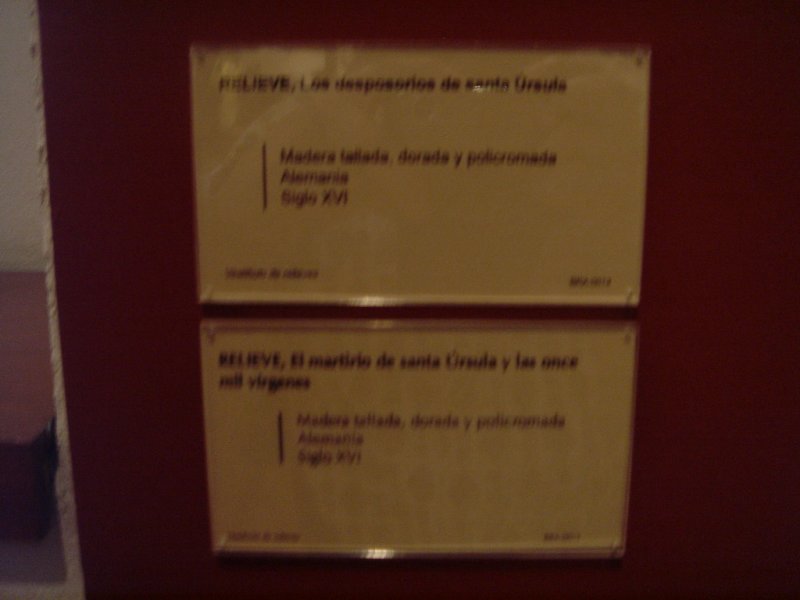 RELIEVE, Los desposorios de santa Úrsula
Madera tallada, dorada y policromada
Alemania
Siglo XVI
RELIEVE, El martirio de santa Úrsula y las once
mil vírgenes
Madera tallada, dorada y policromada
Alemania
Siglo XVI